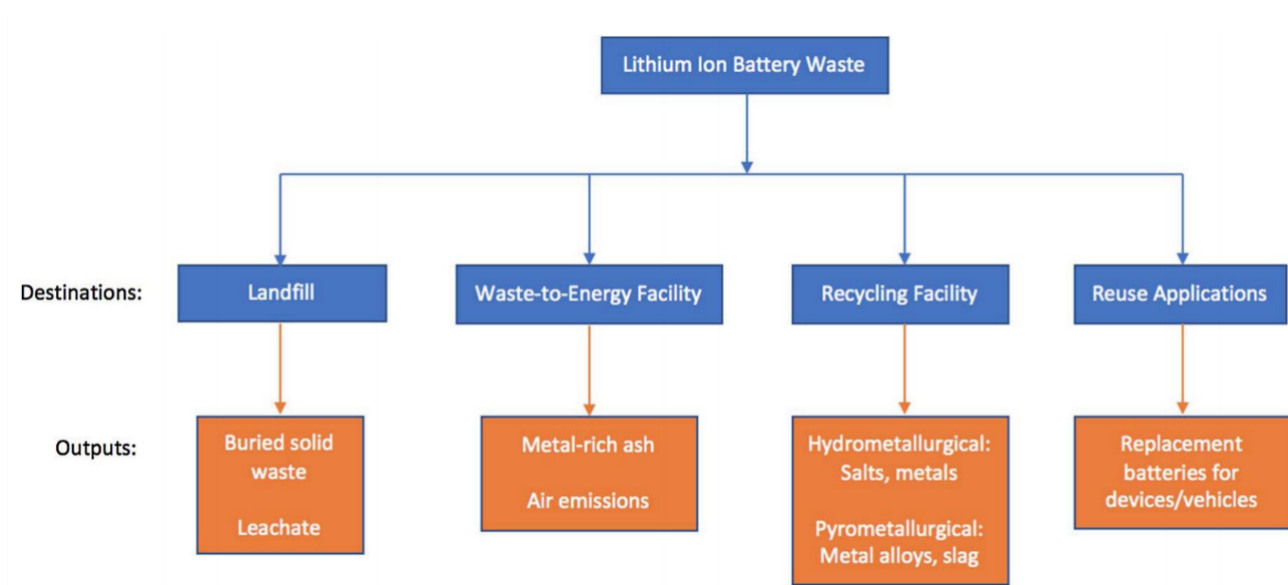 Lithium Ion Battery Waste
Destinations:
Landfill
Waste-to-Energy Facility
Recycling Facility
Reuse Applications
Outputs:
Buried solid
waste
Leachate
Metal-rich ash
Air emissions
Hydrometallurgical:
Salts, metals
Pyrometallurgical:
Metal alloys, slag
Replacement
batteries for
devices/vehicles